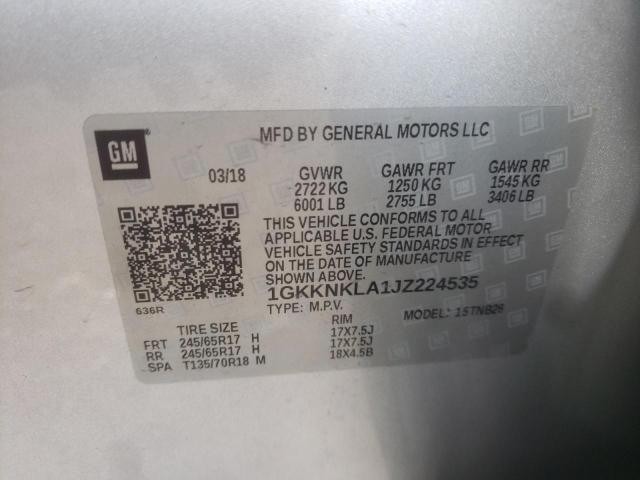 GM
MFD BY GENERAL MOTORS LLC
03/18 GVWR GAWR FRT GAWR RR
2722 KG 1250 KG 1545 KG
6001 LB 2755 LB 3406 LB
THIS VEHICLE CONFORMS TO ALL
APPLICABLE U.S. FEDERAL MOTOR
VEHICLE SAFETY STANDARDS IN EFFECT
ON THE DATE OF MANUFACTURE
SHOWN ABOVE.
636R 1GKKNKLA1JZ224535
TYPE: M.P.V. MODEL: 1STNB26
TIRE SIZE RIM
FRT 245/65R17 H 17X7.5J
RR 245/65R17 H 17X7.5J
SPA T135/70R18 M 18X4.5B